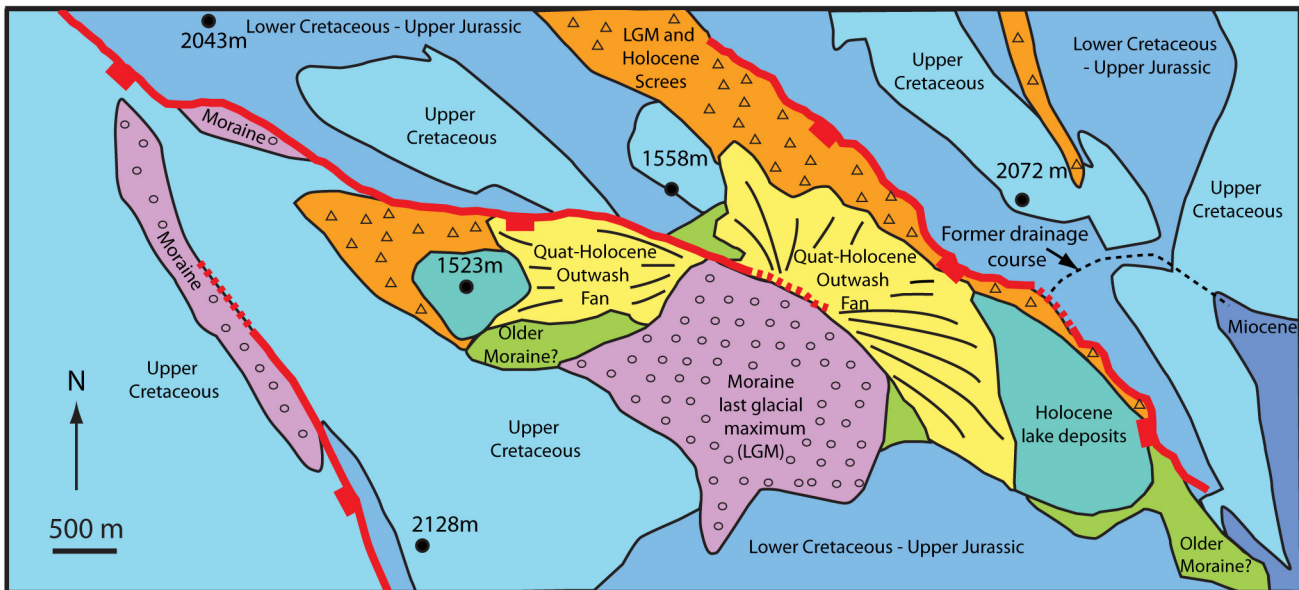 2043m
Lower Cretaceous - Upper Jurassic
LGM and
Holocene
Screes
Upper
Cretaceous
Lower Cretaceous
- Upper Jurassic
Moraine
Upper
Cretaceous
1558m
2072 m
Upper
Cretaceous
Moraine
1523m
Quat-Holocene
Outwash
Fan
Quat-Holocene
Outwash
Fan
Former drainage
course
Miocene
Older
Moraine?
Upper
Cretaceous
N
Moraine
last glacial
maximum
(LGM)
Holocene
lake deposits
Upper
Cretaceous
500 m
2128m
Lower Cretaceous - Upper Jurassic
Older
Moraine?